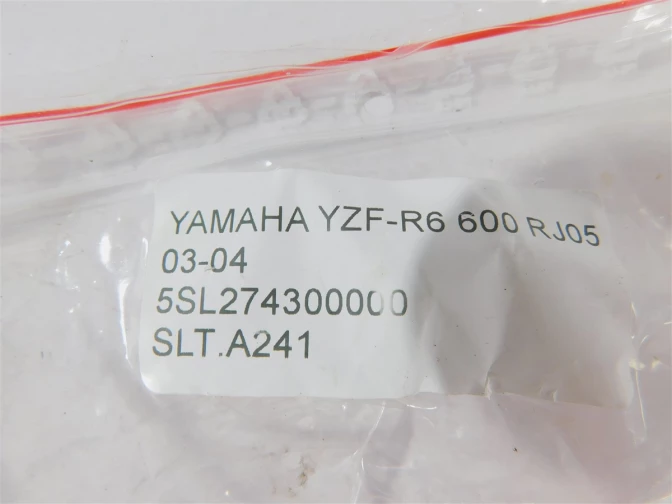 YAMAHA YZF-R6 600 RJ05
03-04
5SL274300000
SLT.A241